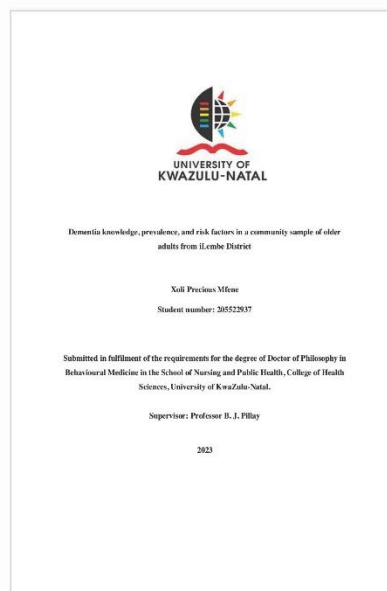 UNIVERSITY OF
KWAZULU-NATAL
Dementia knowledge, prevalence, and risk factors in a community sample of older
adults from iLembe District
Xoli Precious Mfene
Student number: 205522937
Submitted in fulfilment of the requirements for the degree of Doctor of Philosophy in
Behavioural Medicine in the School of Nursing and Public Health, College of Health
Sciences, University of KwaZulu-Natal.
Supervisor: Professor B. J. Pillay
2023